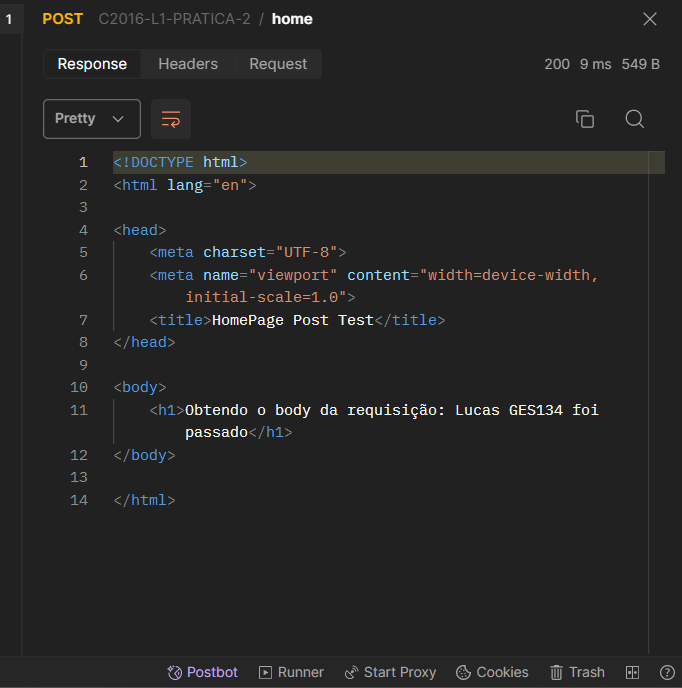 1 POST C2016-L1-PRATICA-2 / home
Response Headers Request 200 9 ms 549 B
Pretty
1 <!DOCTYPE html>
2 <html lang="en">
3
4 <head>
5 <meta charset="UTF-8">
6 <meta name="viewport" content="width=device-width,
initial-scale=1.0">
7 <title>HomePage Post Test</title>
8 </head>
9
10 <body>
11 <h1>Obtendo o body da requisição: Lucas GES134 foi
passado</h1>
12 </body>
13
14 </html>
Postbot Runner Start Proxy Cookies Trash